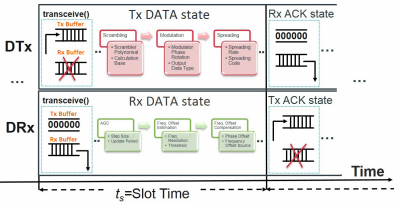 transceive()
Tx DATA state
Rx ACK state
Tx Buffer
Rx Buffer
DTx
...
Scrambling
• Scrambler Polynomial
• Calculation Base
Modulation
• Modulator Phase Rotation
• Output Data Type
Spreading
• Spreading Rate
• Spreading Code
000000
...
transceive()
Rx DATA state
Tx ACK state
Tx Buffer
000000
Rx Buffer
DRx
AGC
• Step Size
• Update Period
Freq. Offset Estimation
• Freq. Resolution
• Threshold
Freq. Offset Compensation
• Phase Offset
• Frequency Offset Source
...
Time
ts=Slot Time